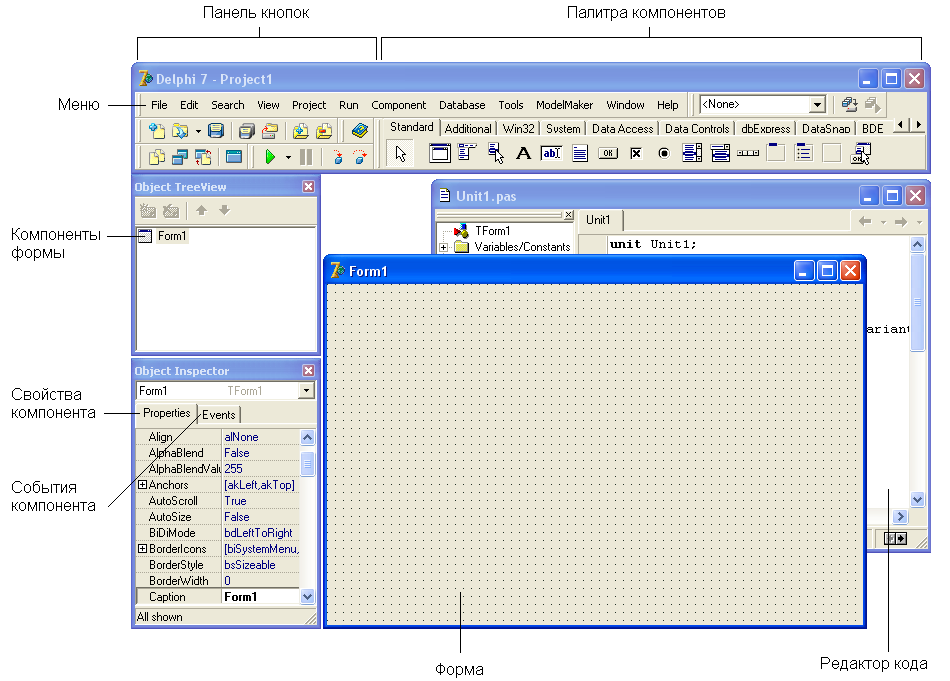 Панель кнопок
Палитра компонентов
Delphi 7 - Project1
Меню
File Edit Search View Project Run Component Database Tools ModelMaker Window Help <None>
Standard Additional Win32 System Data Access Data Controls dbExpress DataSnap BDE
Object TreeView
Form1
Компоненты
формы
Unit1.pas
Unit1
TForm1
Variables/Constants
unit Unit1;
Form1
ariant
Object Inspector
Form1 TForm1
Свойства
компонента
Properties Events
Align alNone
AlphaBlend False
AlphaBlendValu 255
Anchors [akLeft,akTop]
AutoScroll True
AutoSize False
BiDiMode bdLeftToRight
BorderIcons [biSystemMenu,
BorderStyle bsSizeable
BorderWidth 0
Caption Form1
All shown
События
компонента
Форма
Редактор кода